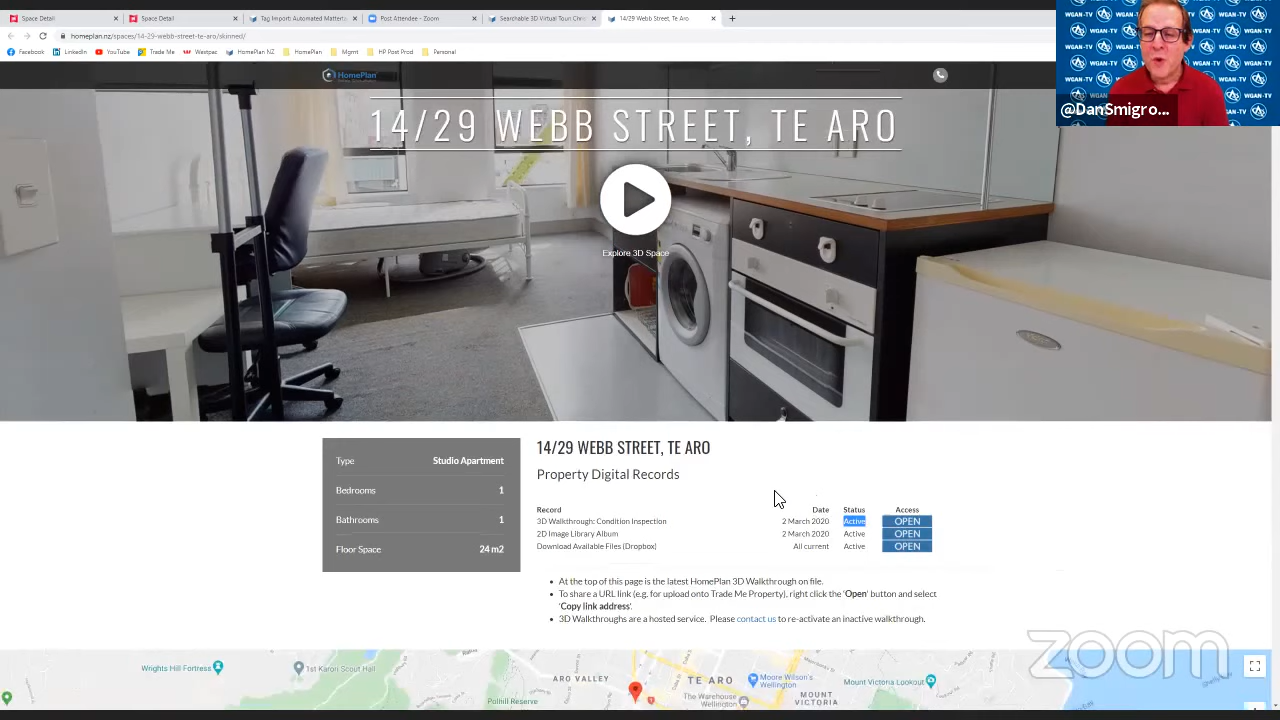 Space Detail
Space Detail
Tag Import: Automated Mattert
Post Attendee - Zoom
Searchable 3D Virtual Tour Chris
14/29 Webb Street, Te Aro
homeplan.nz/spaces/14-29-webb-street-te-aro/skinned/
Facebook
LinkedIn
YouTube
Trade Me
Westpac
HomePlan NZ
HomePlan
Mgmt
HP Post Prod
Personal
WGAN-TV
@DanSmigro...
HomePlan
14/29 WEBB STREET, TE ARO
Explore 3D Space
Type Studio Apartment
Bedrooms 1
Bathrooms 1
Floor Space 24 m2
14/29 WEBB STREET, TE ARO
Property Digital Records
Record Date Status Access
3D Walkthrough: Condition Inspection 2 March 2020 Active OPEN
2D Image Library Album 2 March 2020 Active OPEN
Download Available Files (Dropbox) All current Active OPEN
At the top of this page is the latest HomePlan 3D Walkthrough on file.
To share a URL link (e.g. for upload onto Trade Me Property), right click the 'Open' button and select
'Copy link address'.
3D Walkthroughs are a hosted service. Please contact us to re-activate an inactive walkthrough.
zoom
Wrights Hill Fortress
1st Karori Scout Hall
ARO VALLEY
TE ARO
Moore Wilson's
Wellington
Mount Victoria Lookout
Polhill Reserve
The Warehouse
Wellington
MOUNT
VICTORIA